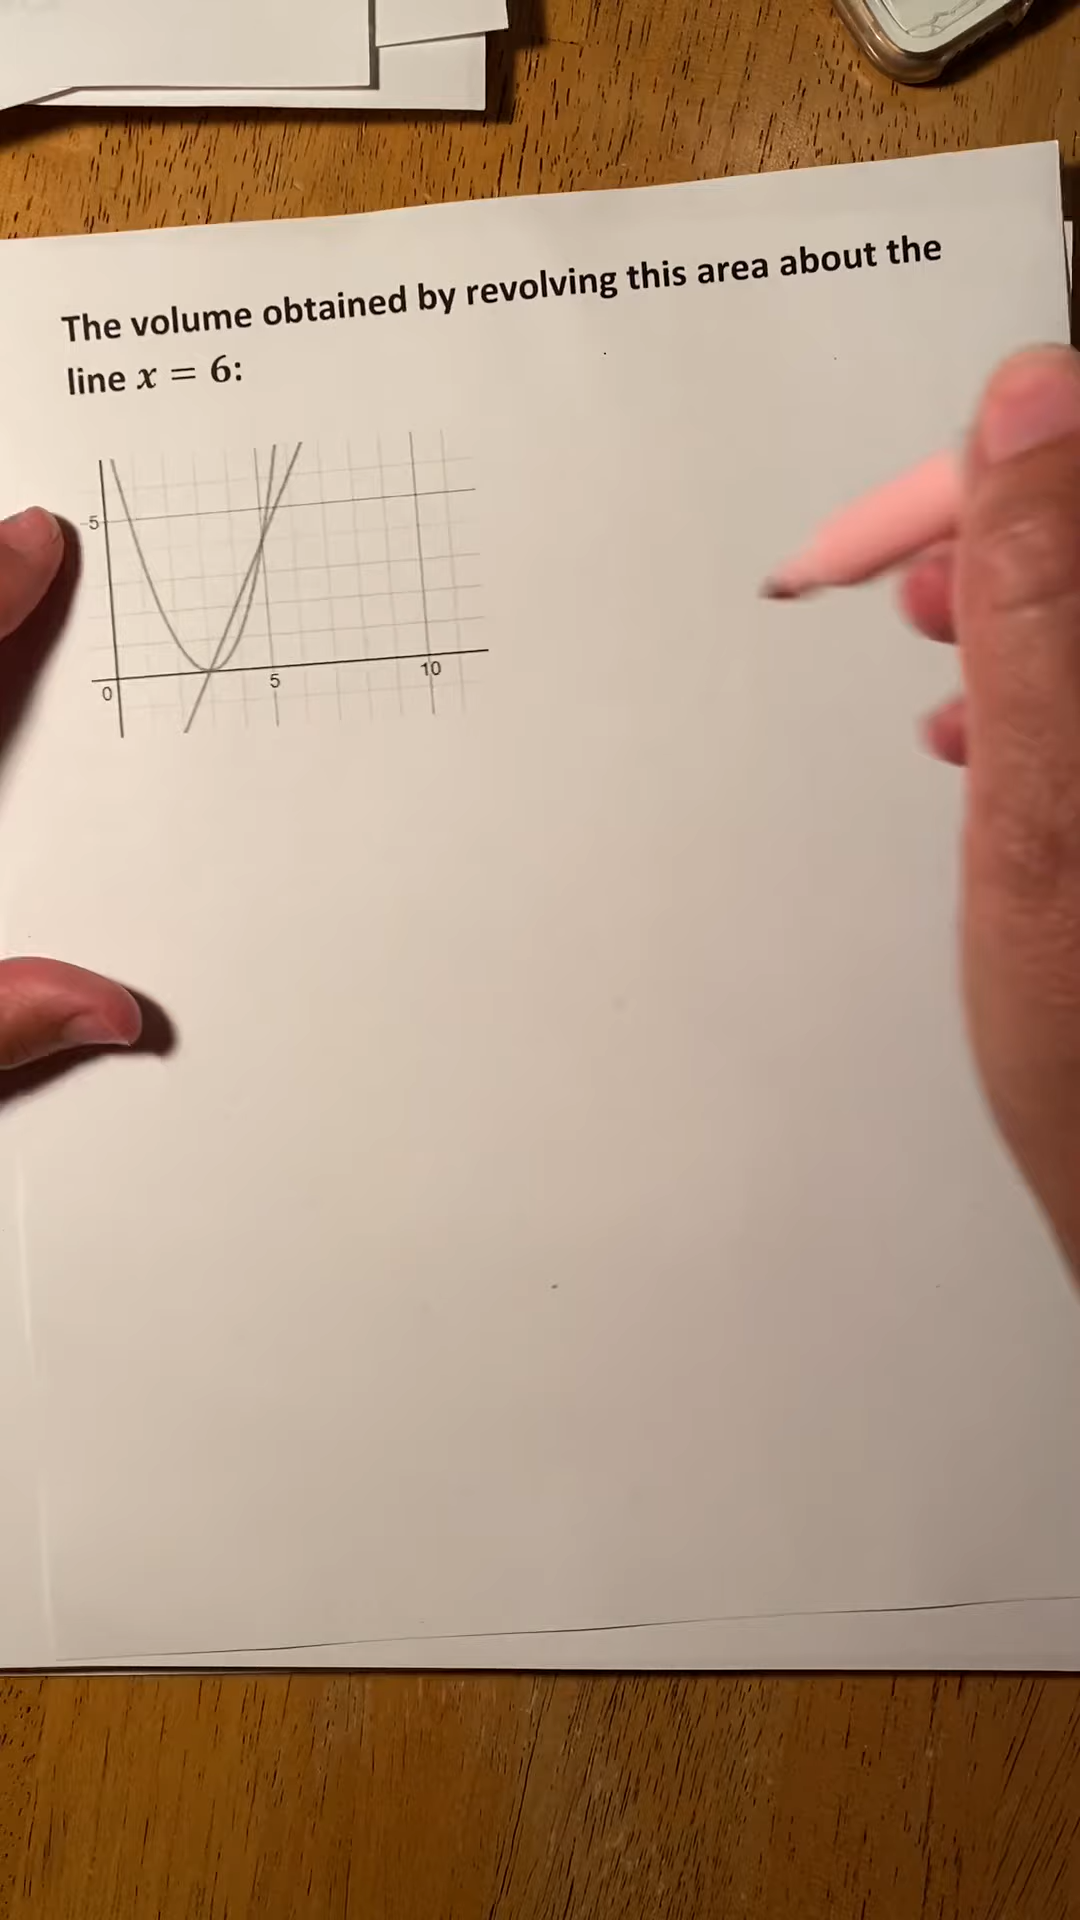 The volume obtained by revolving this area about the
line x = 6:
5
0
5
10